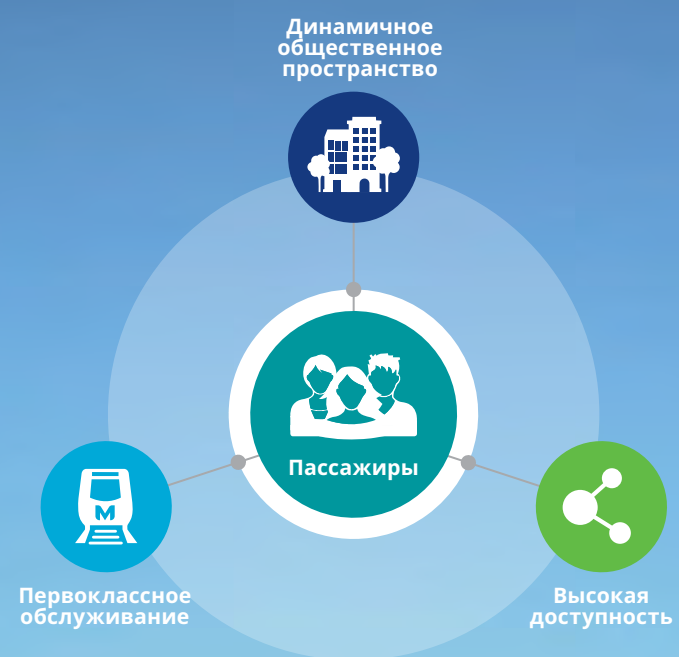 Динамичное
общественное
пространство
Пассажиры
М
Первоклассное
обслуживание
Высокая
доступность